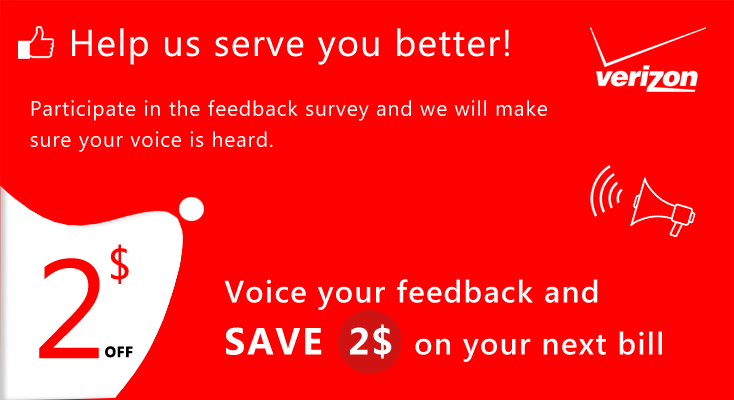 Help us serve you better!
verizon
Participate in the feedback survey and we will make
sure your voice is heard.
2$
OFF
Voice your feedback and
SAVE 2$ on your next bill